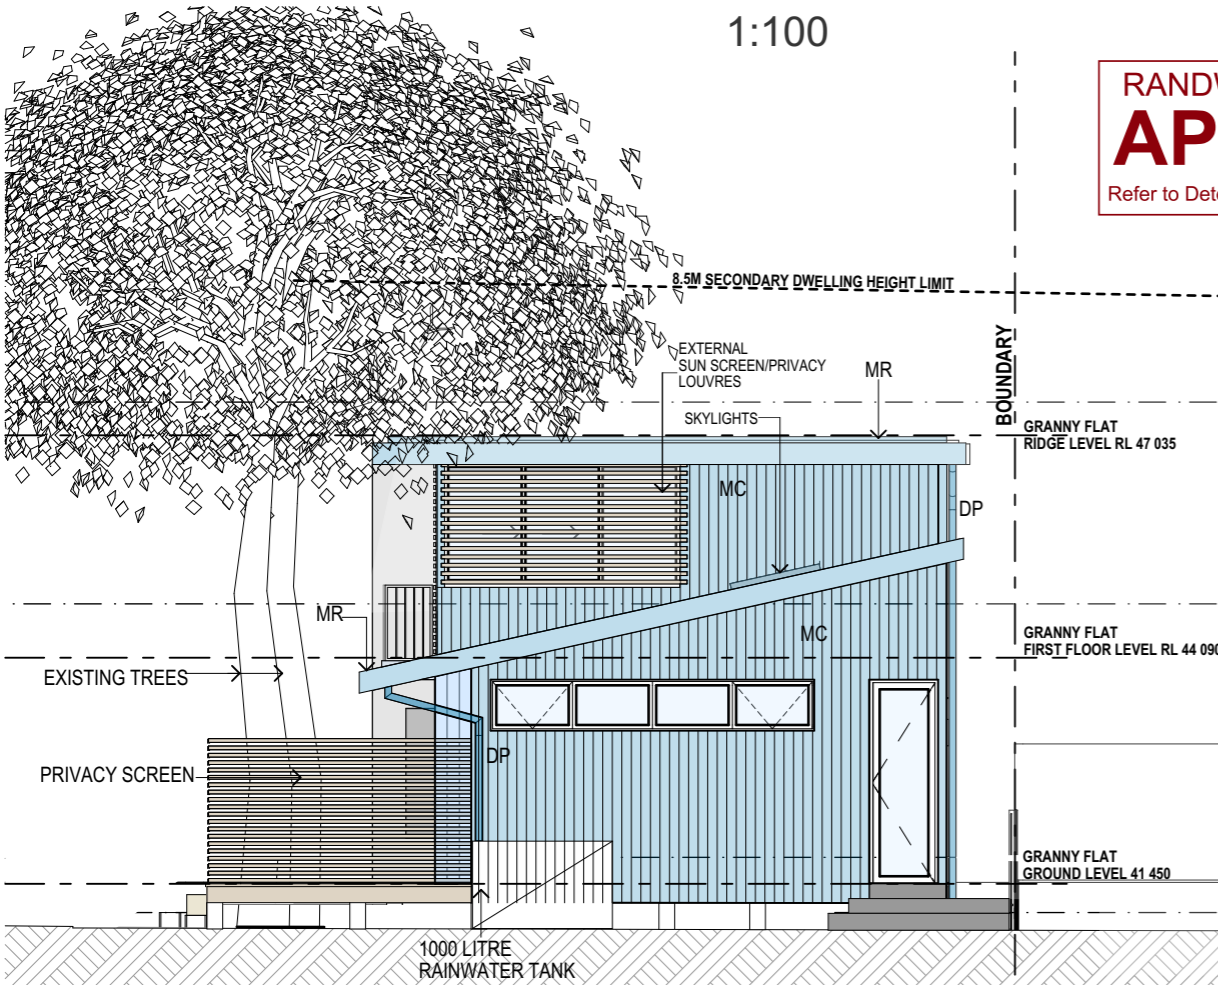 1:100
RANDW
AP
Refer to Dete
8.5M SECONDARY DWELLING HEIGHT LIMIT
EXTERNAL
SUN SCREEN/PRIVACY
LOUVRES
MR
BOUNDARY
SKYLIGHTS
GRANNY FLAT
RIDGE LEVEL RL 47 035
MC
DP
MR
MC
GRANNY FLAT
FIRST FLOOR LEVEL RL 44 090
EXISTING TREES
DP
PRIVACY SCREEN
GRANNY FLAT
GROUND LEVEL 41 450
1000 LITRE
RAINWATER TANK